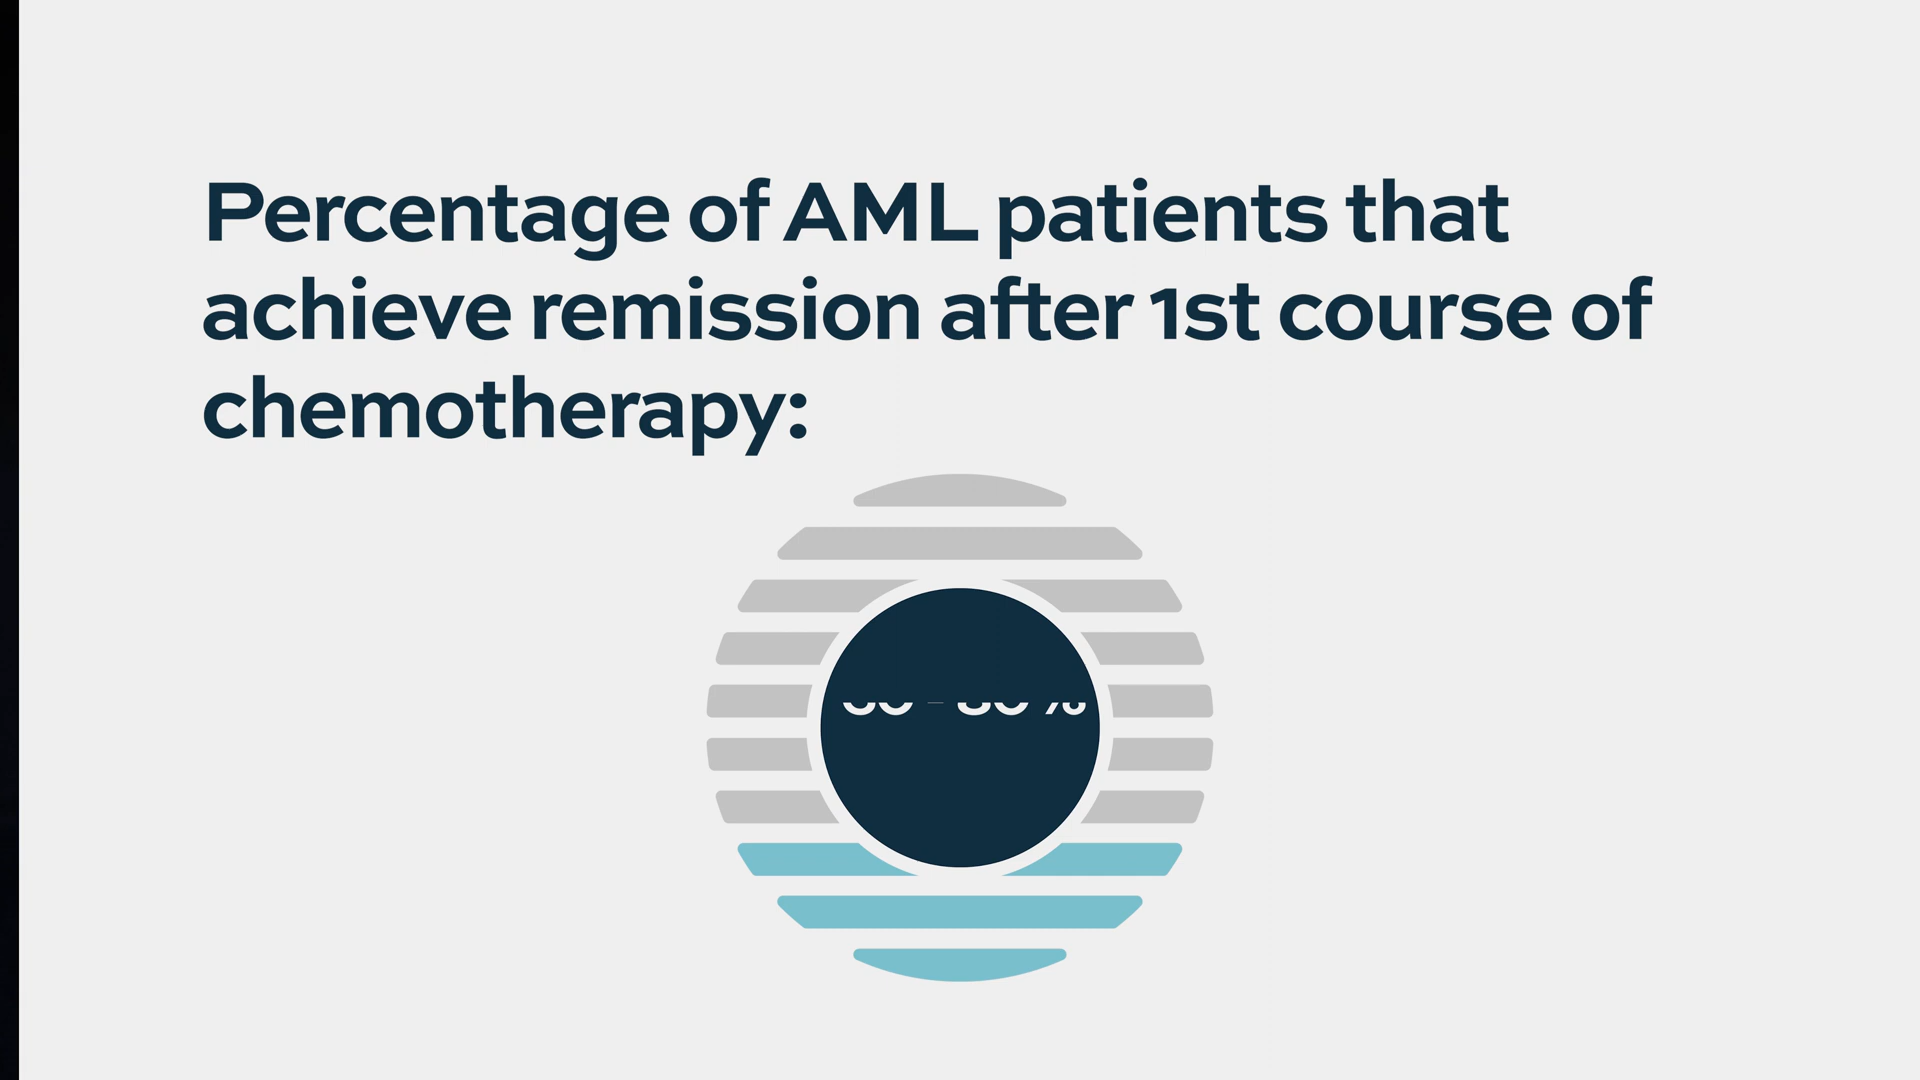 Percentage of AML patients that
achieve remission after 1st course of
chemotherapy: